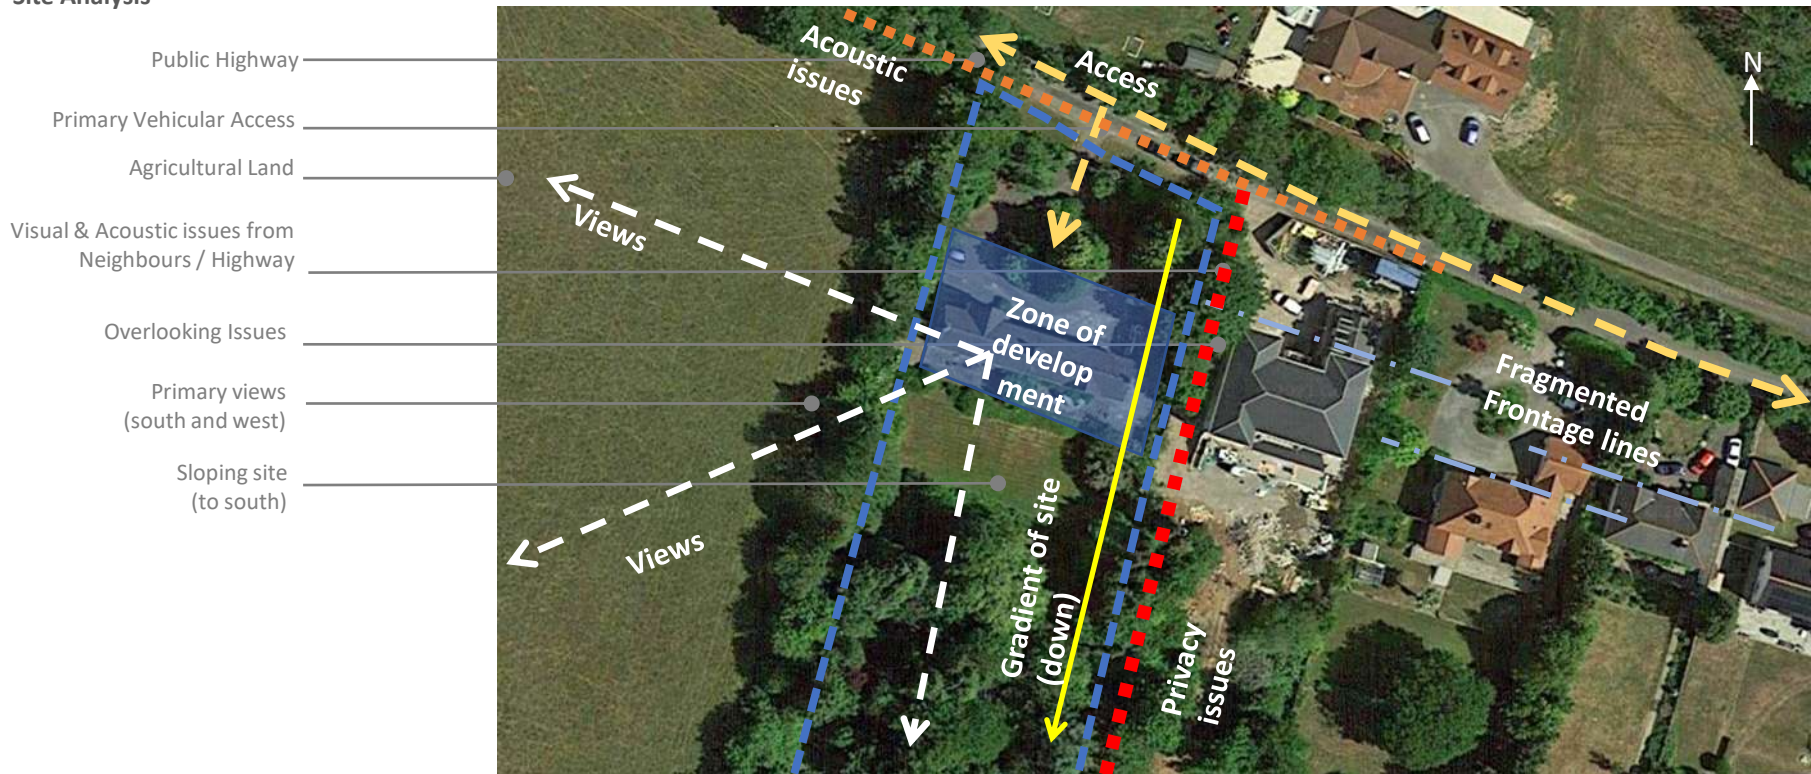 Site Analysis
Public Highway
Primary Vehicular Access
Agricultural Land
Visual & Acoustic issues from
Neighbours / Highway
Overlooking Issues
Primary views
(south and west)
Sloping site
(to south)
Acoustic
issues
Access
N
Views
Zone of
develop
ment
Fragmented
Frontage lines
Views
Gradient of site
(down)
Privacy
issues